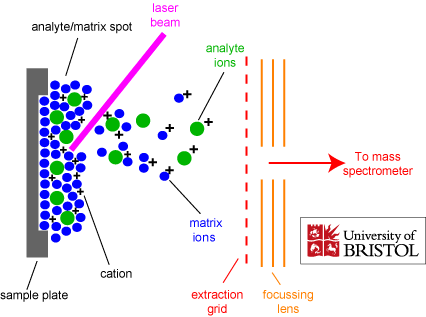 laser
beam
analyte/matrix spot
analyte
ions
To mass
spectrometer
matrix
ions
University of
BRISTOL
cation
sample plate
extraction
grid
focussing
lens